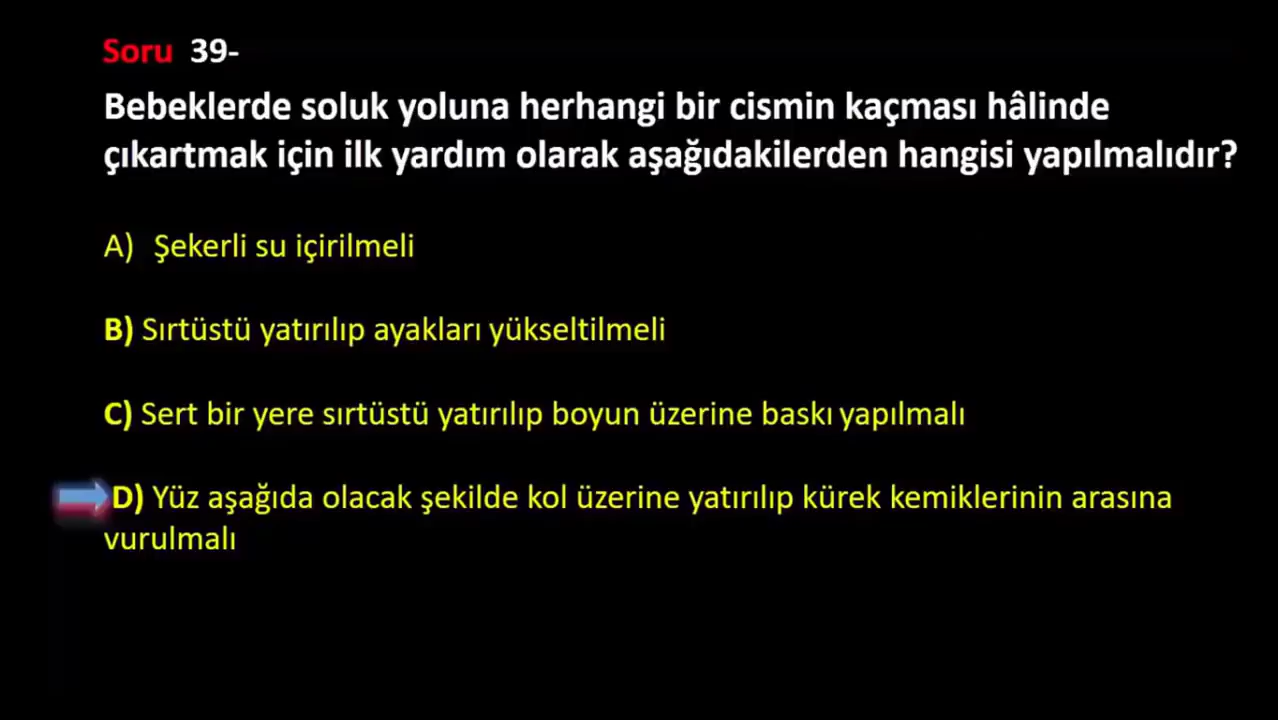 Soru 39-
Bebeklerde soluk yoluna herhangi bir cismin kaçması hâlinde
çıkartmak için ilk yardım olarak aşağıdakilerden hangisi yapılmalıdır?
A) Şekerli su içirilmeli
B) Sırtüstü yatırılıp ayakları yükseltilmeli
C) Sert bir yere sırtüstü yatırılıp boyun üzerine baskı yapılmalı
D) Yüz aşağıda olacak şekilde kol üzerine yatırılıp kürek kemiklerinin arasına
vurulmalı